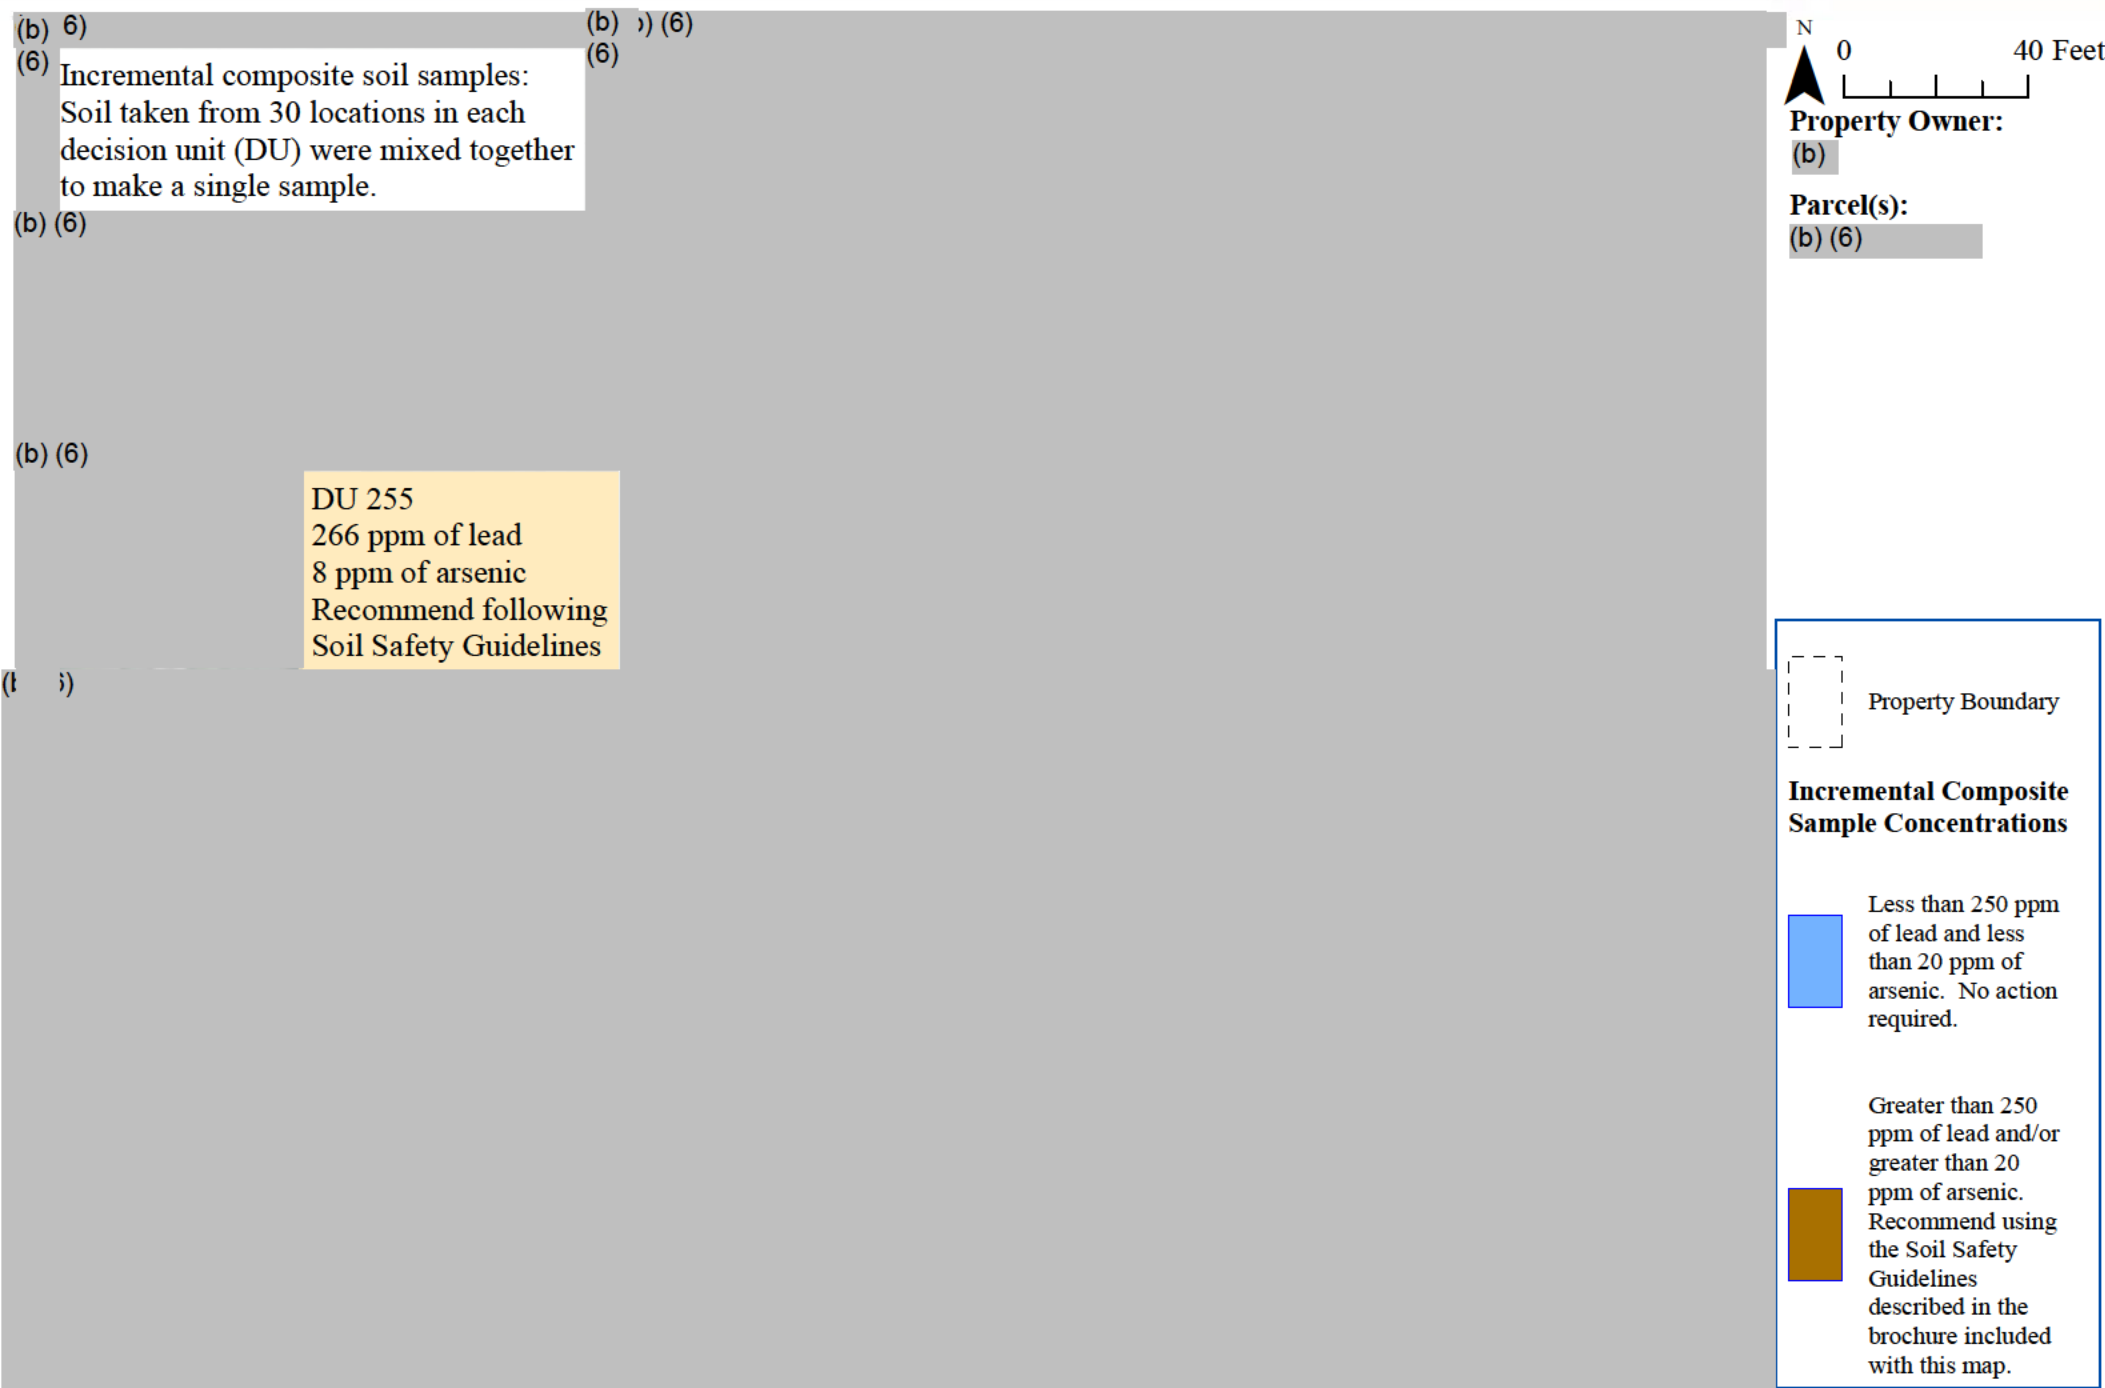 (b) 6)
(b) ) (6)
(6)
(6)
Incremental composite soil samples:
Soil taken from 30 locations in each
decision unit (DU) were mixed together
to make a single sample.
(b) (6)
(b) (6)
DU 255
266 ppm of lead
8 ppm of arsenic
Recommend following
Soil Safety Guidelines
N
0 40 Feet
Property Owner:
(b)
Parcel(s):
(b) (6)
Property Boundary
Incremental Composite
Sample Concentrations
Less than 250 ppm
of lead and less
than 20 ppm of
arsenic. No action
required.
Greater than 250
ppm of lead and/or
greater than 20
ppm of arsenic.
Recommend using
the Soil Safety
Guidelines
described in the
brochure included
with this map.